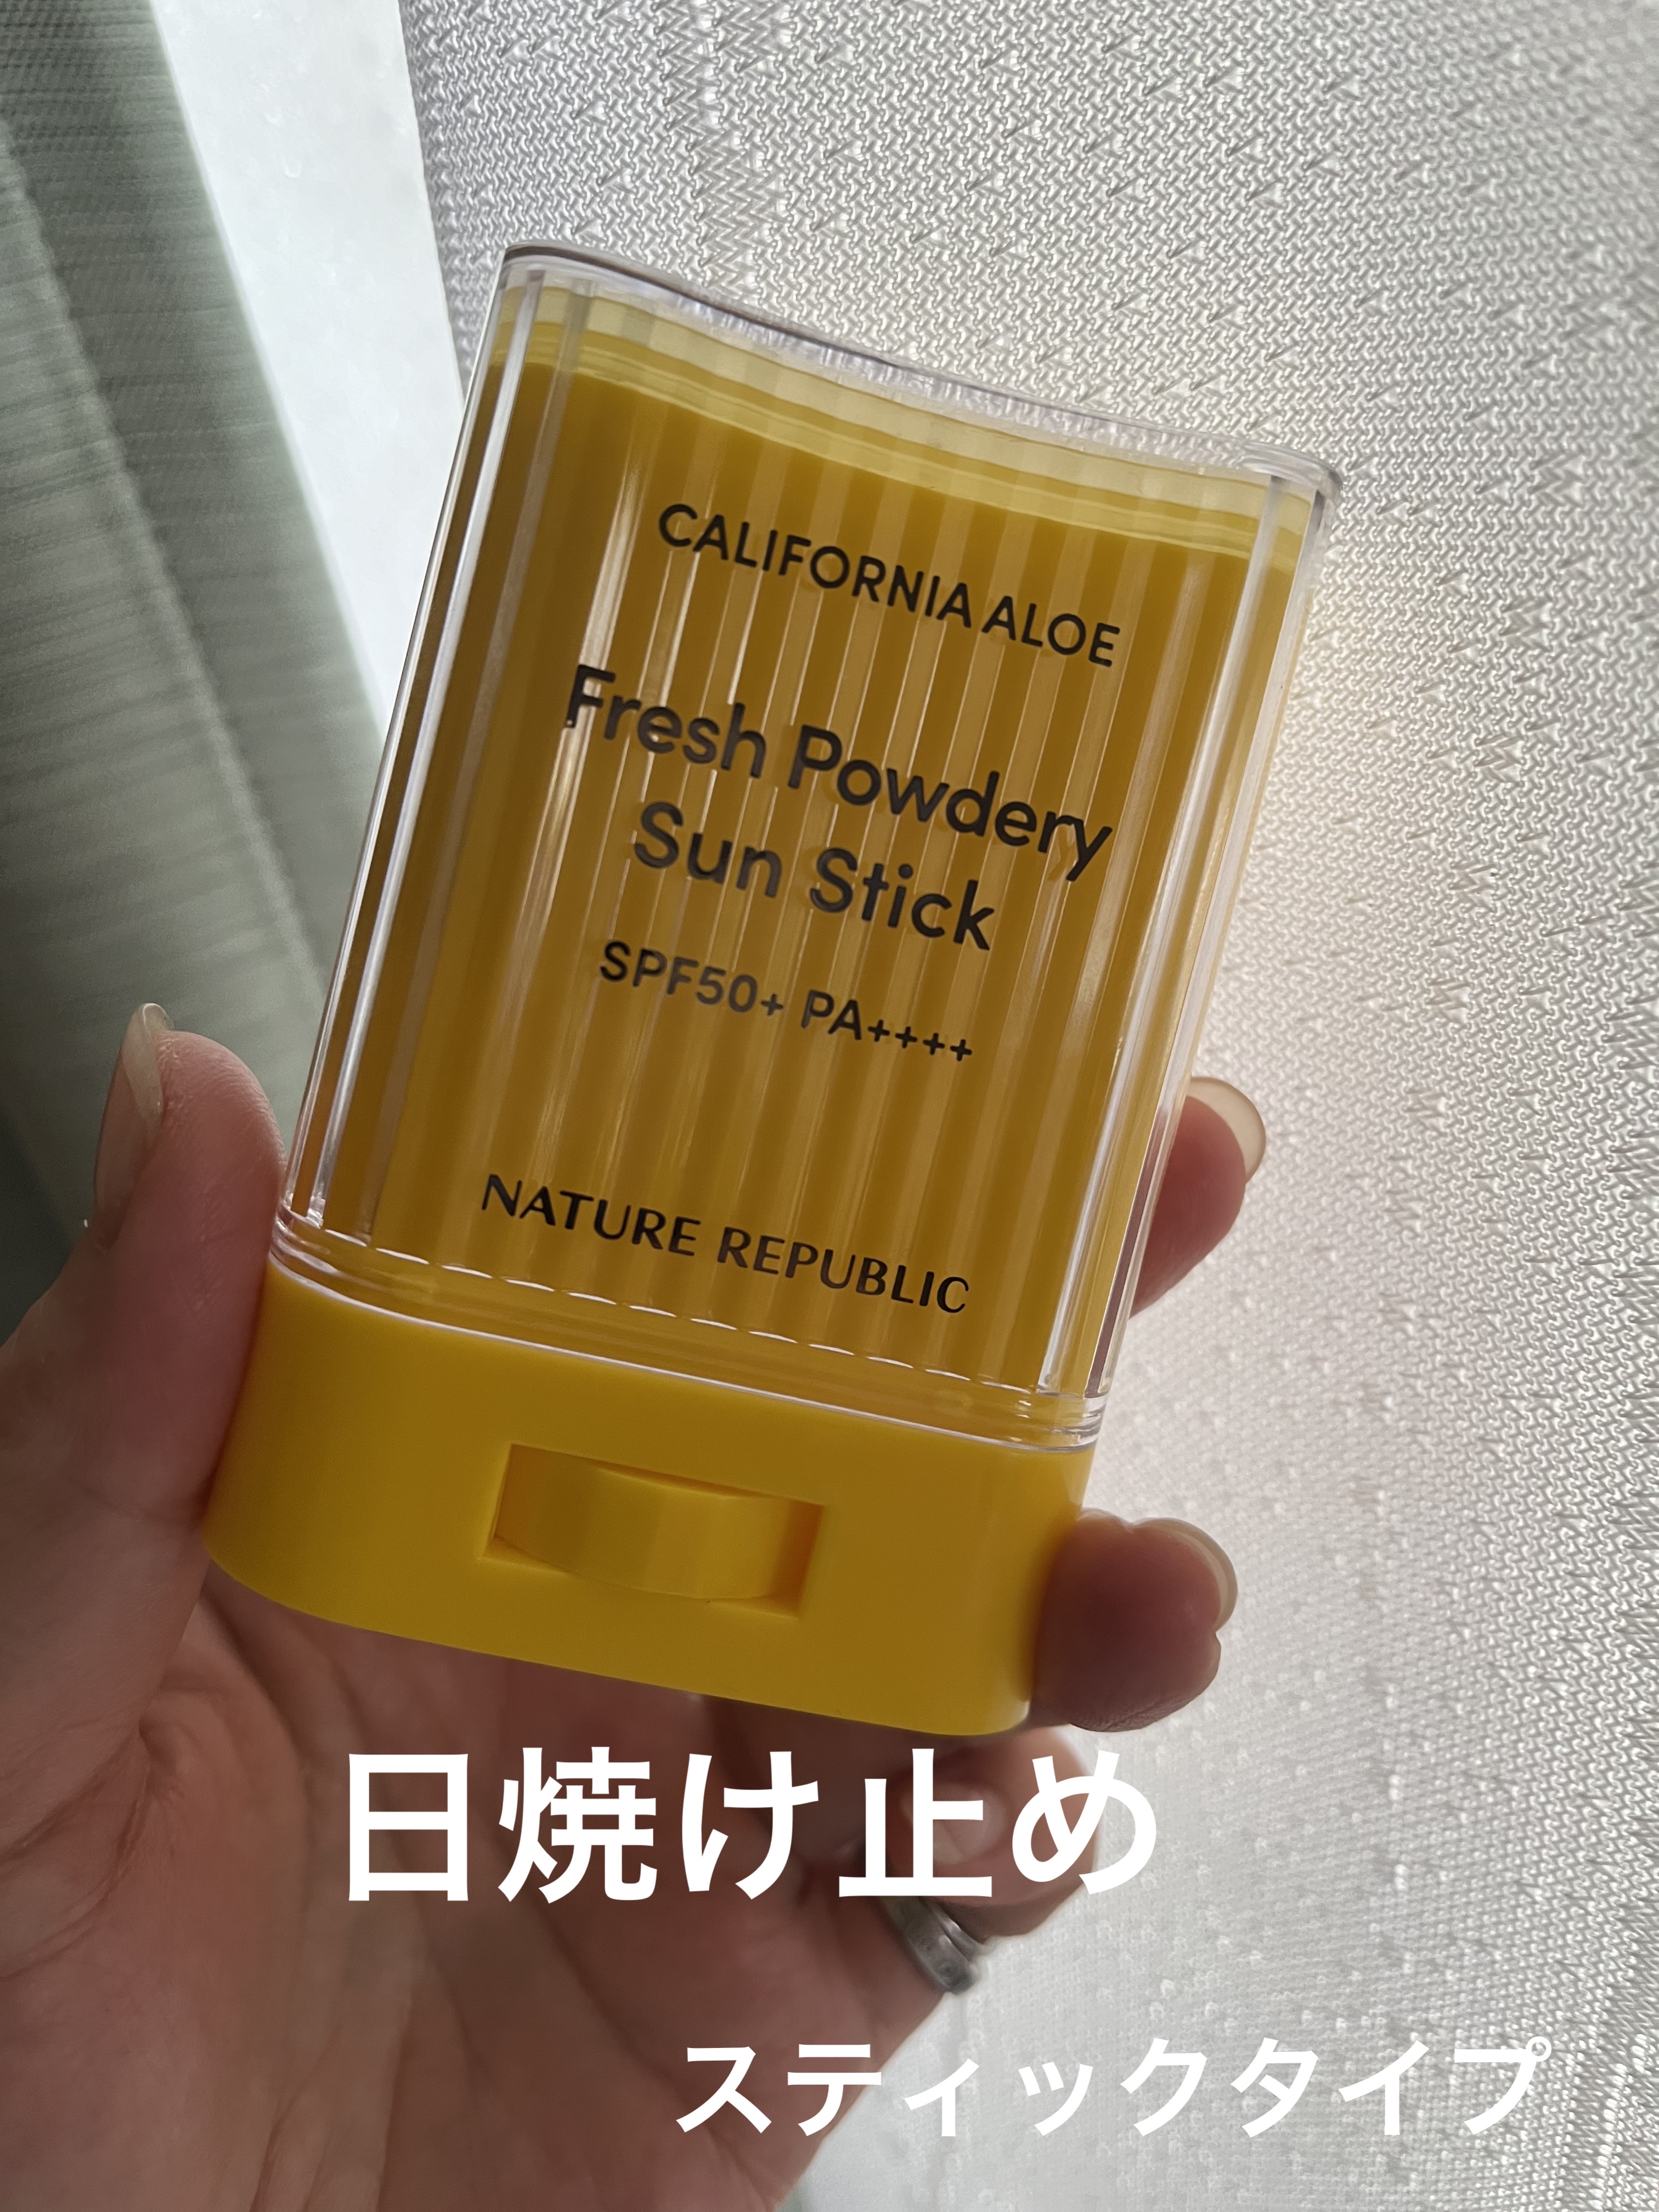 CALIFORNIA ALOE
Fresh Powdery
Sun Stick
SPF50+ PA++++
NATURE REPUBLIC
日焼け止め
スティックタイプ